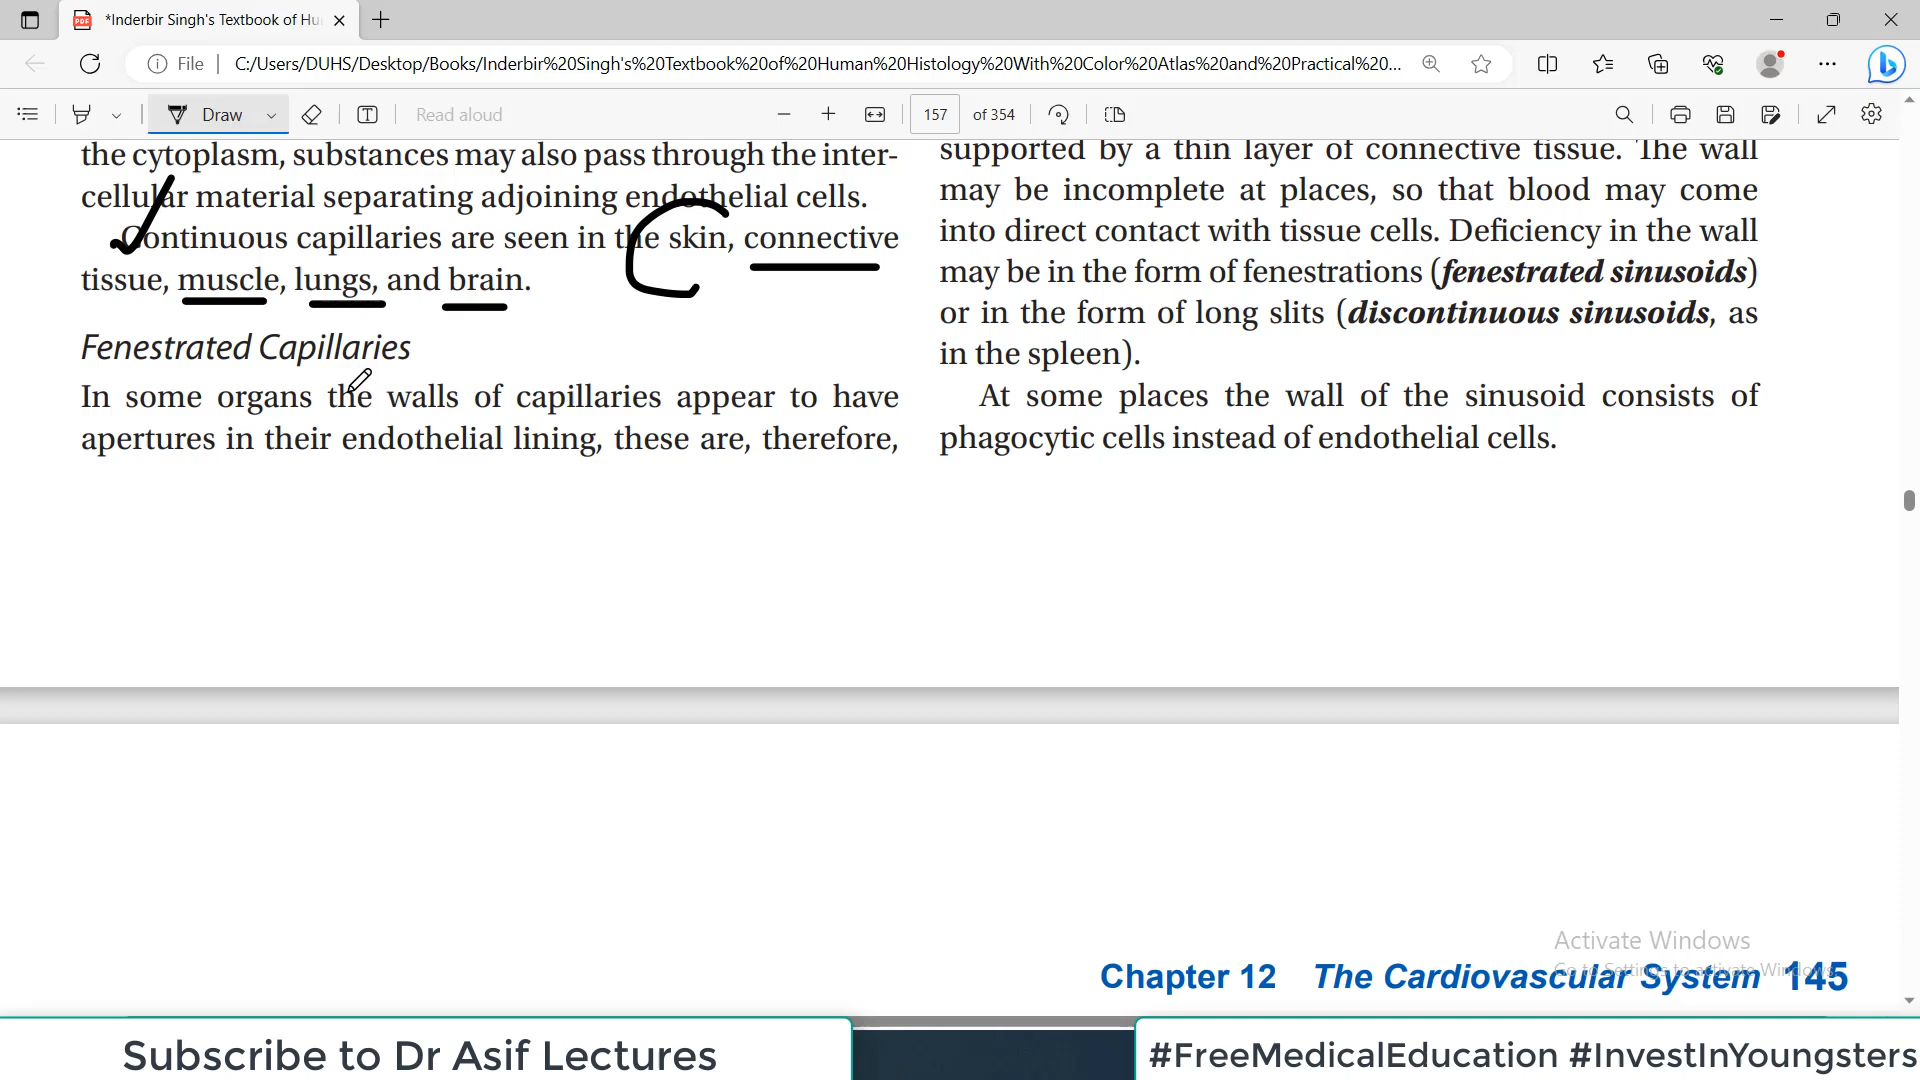 *Inderbir Singh's Textbook of Hu
File
C:/Users/DUHS/Desktop/Books/Inderbir%20Singh's%20Textbook%20of%20Human%20Histology%20With%20Color%20Atlas%20and%20Practical%20...
Draw
Read aloud
157 of 354
the cytoplasm, substances may also pass through the inter-
cellular material separating adjoining endothelial cells.
Continuous capillaries are seen in the skin, connective
tissue, muscle, lungs, and brain.
Fenestrated Capillaries
In some organs the walls of capillaries appear to have
apertures in their endothelial lining, these are, therefore,
supported by a thin layer of connective tissue. The wall
may be incomplete at places, so that blood may come
into direct contact with tissue cells. Deficiency in the wall
may be in the form of fenestrations (fenestrated sinusoids)
or in the form of long slits (discontinuous sinusoids, as
in the spleen).
At some places the wall of the sinusoid consists of
phagocytic cells instead of endothelial cells.
Activate Windows
Go to Settings to activate Windows.
Chapter 12 The Cardiovascular System 145
Subscribe to Dr Asif Lectures
#FreeMedicalEducation #InvestInYoungsters